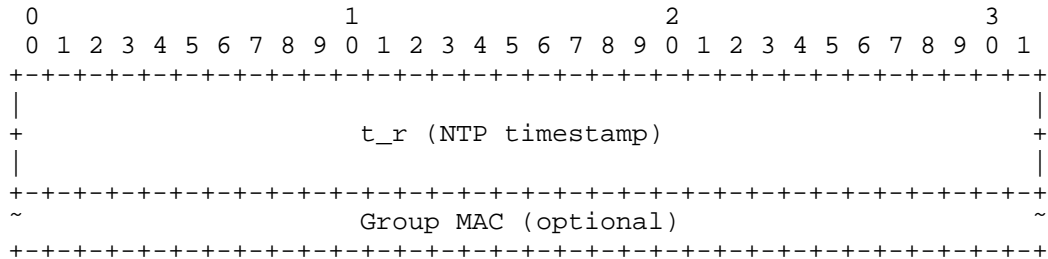 0                   1                   2                   3
 0 1 2 3 4 5 6 7 8 9 0 1 2 3 4 5 6 7 8 9 0 1 2 3 4 5 6 7 8 9 0 1
+-+-+-+-+-+-+-+-+-+-+-+-+-+-+-+-+-+-+-+-+-+-+-+-+-+-+-+-+-+-+-+-+
|                                                               |
+                     t_r (NTP timestamp)                       +
|                                                               |
+-+-+-+-+-+-+-+-+-+-+-+-+-+-+-+-+-+-+-+-+-+-+-+-+-+-+-+-+-+-+-+-+
~                     Group MAC (optional)                      ~
+-+-+-+-+-+-+-+-+-+-+-+-+-+-+-+-+-+-+-+-+-+-+-+-+-+-+-+-+-+-+-+-+